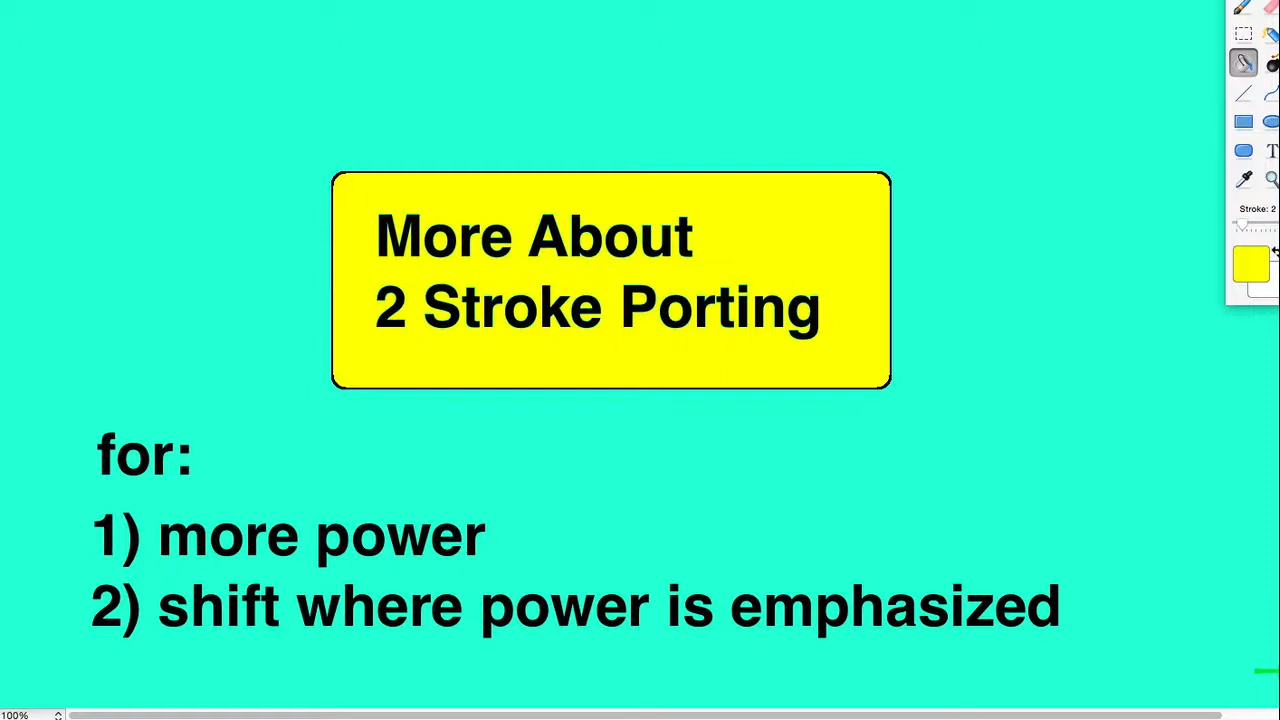 More About
2 Stroke Porting
for:
1) more power
2) shift where power is emphasized
T
Stroke: 2
100%